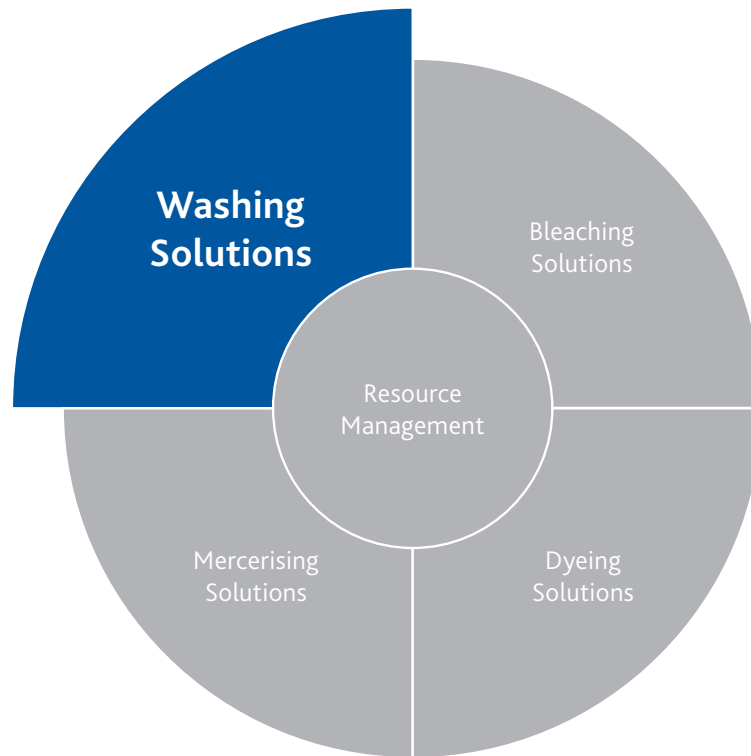 Washing
Solutions
Bleaching
Solutions
Resource
Management
Mercerising
Solutions
Dyeing
Solutions